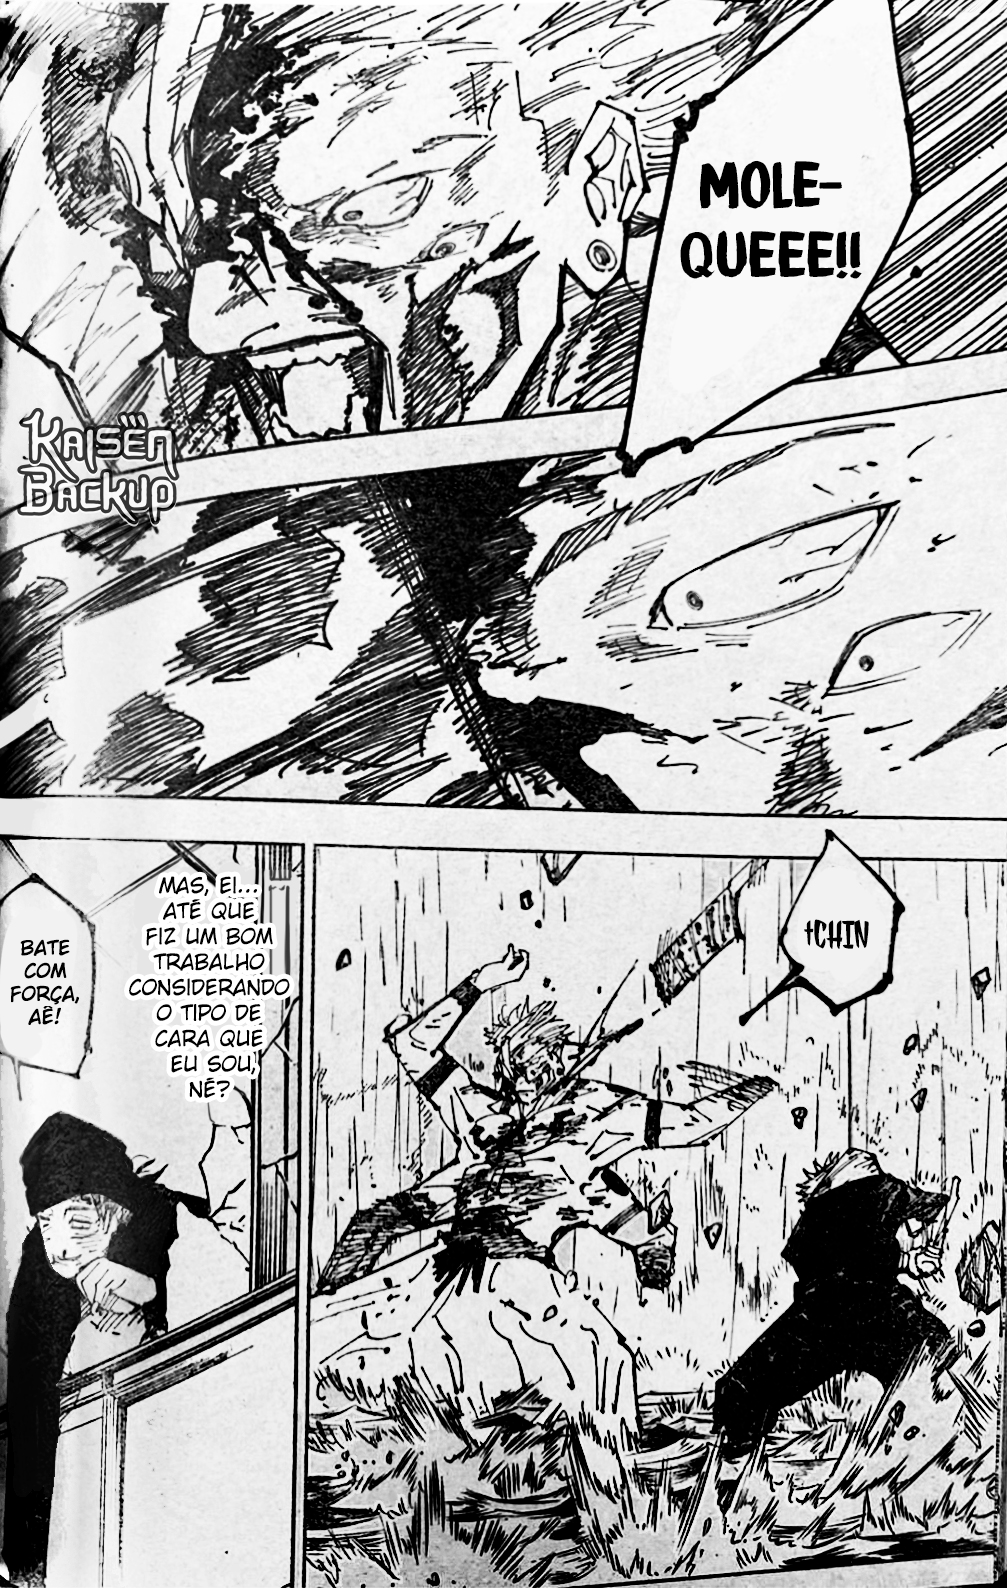 MOLE-
QUEEE!!
KAISEN
BACKUP
tCHIN
MAS, EI...
ATÉ QUE
FIZ UM BOM
TRABALHO
CONSIDERANDO
O TIPO DE
CARA QUE
EU SOU,
NÉ?
BATE
COM
FORÇA,
AÊ!